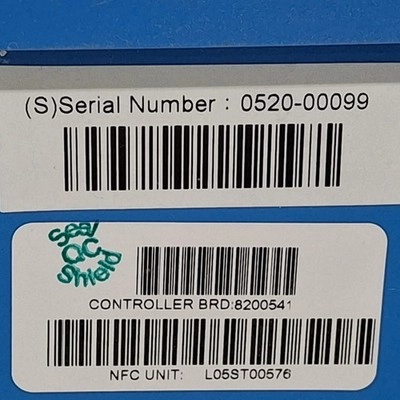 (S)Serial Number : 0520-00099
Seal
QC
Shield
CONTROLLER BRD:8200541
NFC UNIT: L05ST00576